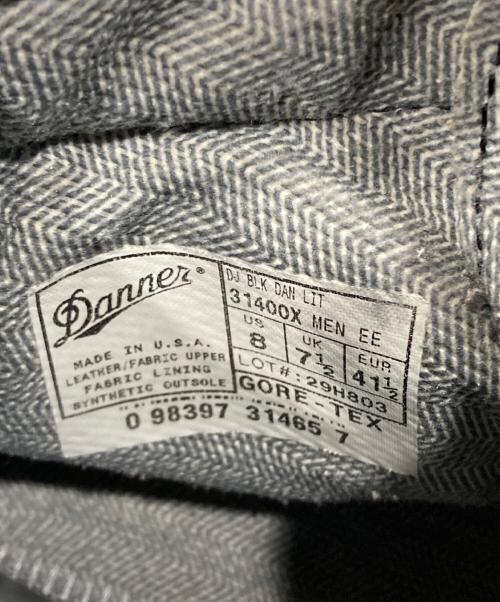 Danner®
MADE IN U.S.A.
LEATHER/FABRIC UPPER
FABRIC LINING
SYNTHETIC OUTSOLE
DJ BLK DAN LIT
31400X MEN EE
US UK EUR
8 7½ 41½
LOT#:29H803
GORE-TEX
0 98397 31465 7